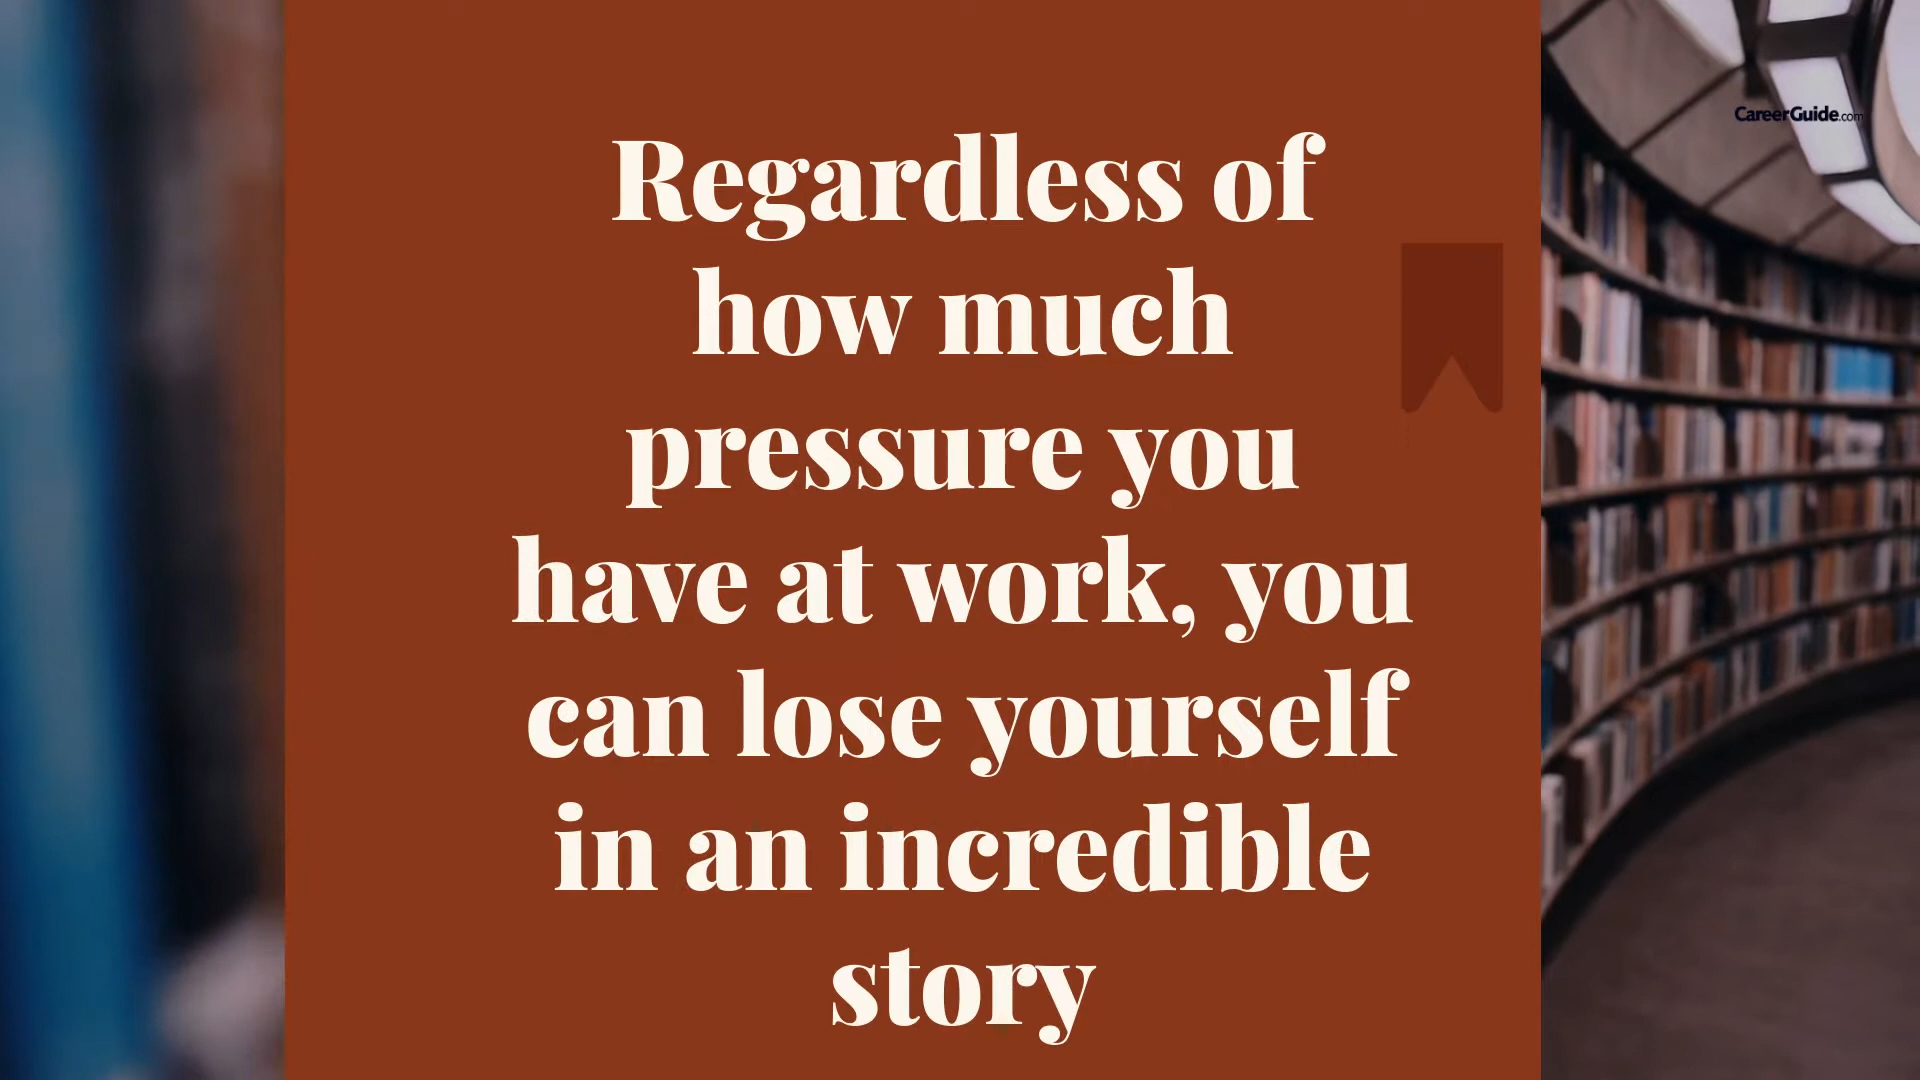 CareerGuide.com
Regardless of
how much
pressure you
have at work, you
can lose yourself
in an incredible
story